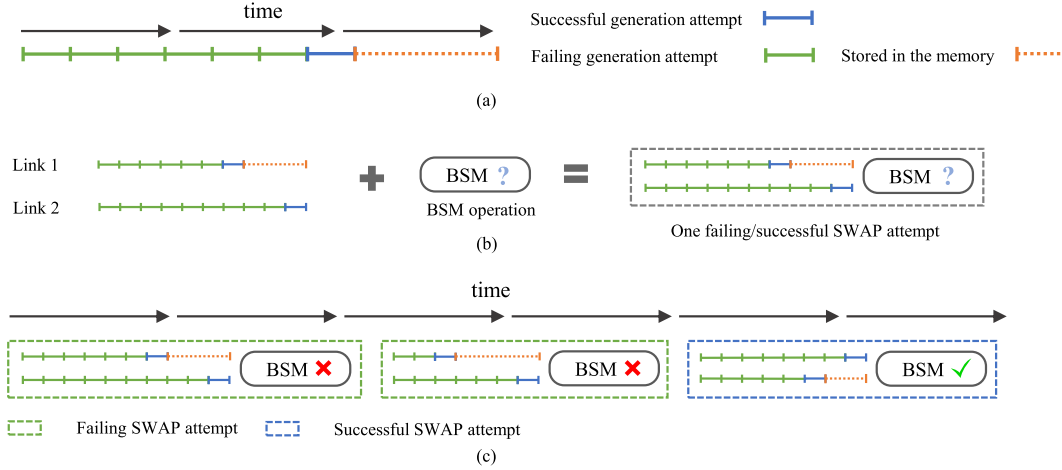 time
Successful generation attempt
Failing generation attempt
Stored in the memory
(a)
Link 1
Link 2
BSM ?
BSM operation
BSM ?
One failing/successful SWAP attempt
(b)
time
BSM
BSM
BSM
Failing SWAP attempt
Successful SWAP attempt
(c)